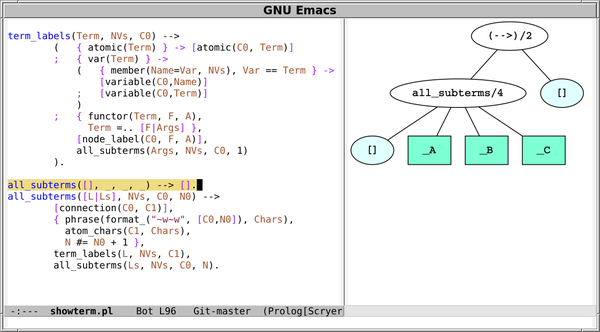 GNU Emacs
term_labels(Term, NVs, C0) -->
        (   { atomic(Term) } -> [atomic(C0, Term)]
        ;   { var(Term) } ->
            (   { member(Name=Var, NVs), Var == Term } ->
                [variable(C0,Name)]
            ;   [variable(C0,Term)]
            )
        ;   { functor(Term, F, A),
              Term =.. [F|Args] },
            [node_label(C0, F, A)],
            all_subterms(Args, NVs, C0, 1)
        ).
all_subterms([], _, _, _) --> [].
all_subterms([L|Ls], NVs, C0, N0) -->
        [connection(C0, C1)],
        { phrase(format_("~w~w", [C0,N0]), Chars),
          atom_chars(C1, Chars),
          N #= N0 + 1 },
        term_labels(L, NVs, C1),
        all_subterms(Ls, NVs, C0, N).
-:---  showterm.pl    Bot L96   Git-master  (Prolog[Scryer
(-->)/2
all_subterms/4
[]
[]
_A
_B
_C